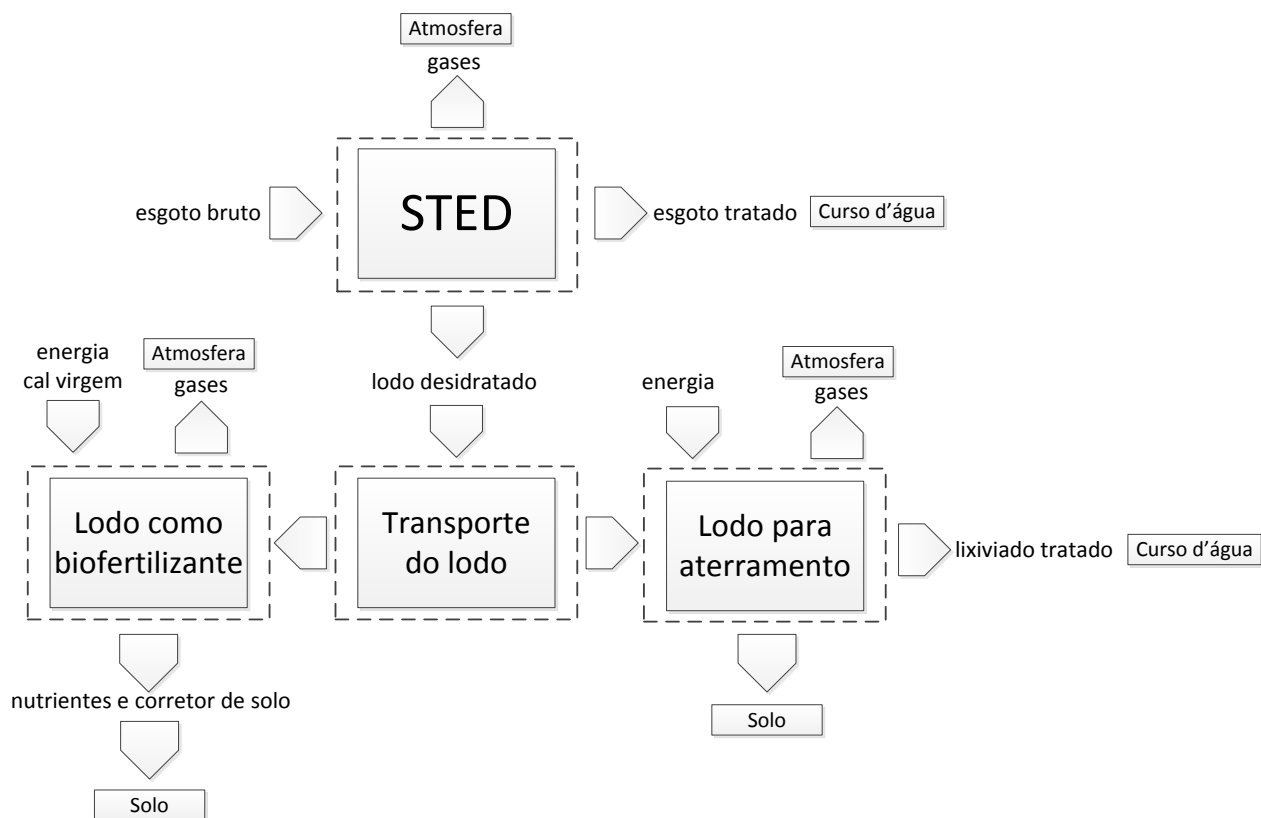 Atmosfera
gases
STED
esgoto bruto
esgoto tratado
Curso d’água
energia
cal virgem
Atmosfera
gases
lodo desidratado
energia
Atmosfera
gases
Lodo como
biofertilizante
Transporte
do lodo
Lodo para
aterramento
lixiviado tratado
Curso d’água
nutrientes e corretor de solo
Solo
Solo